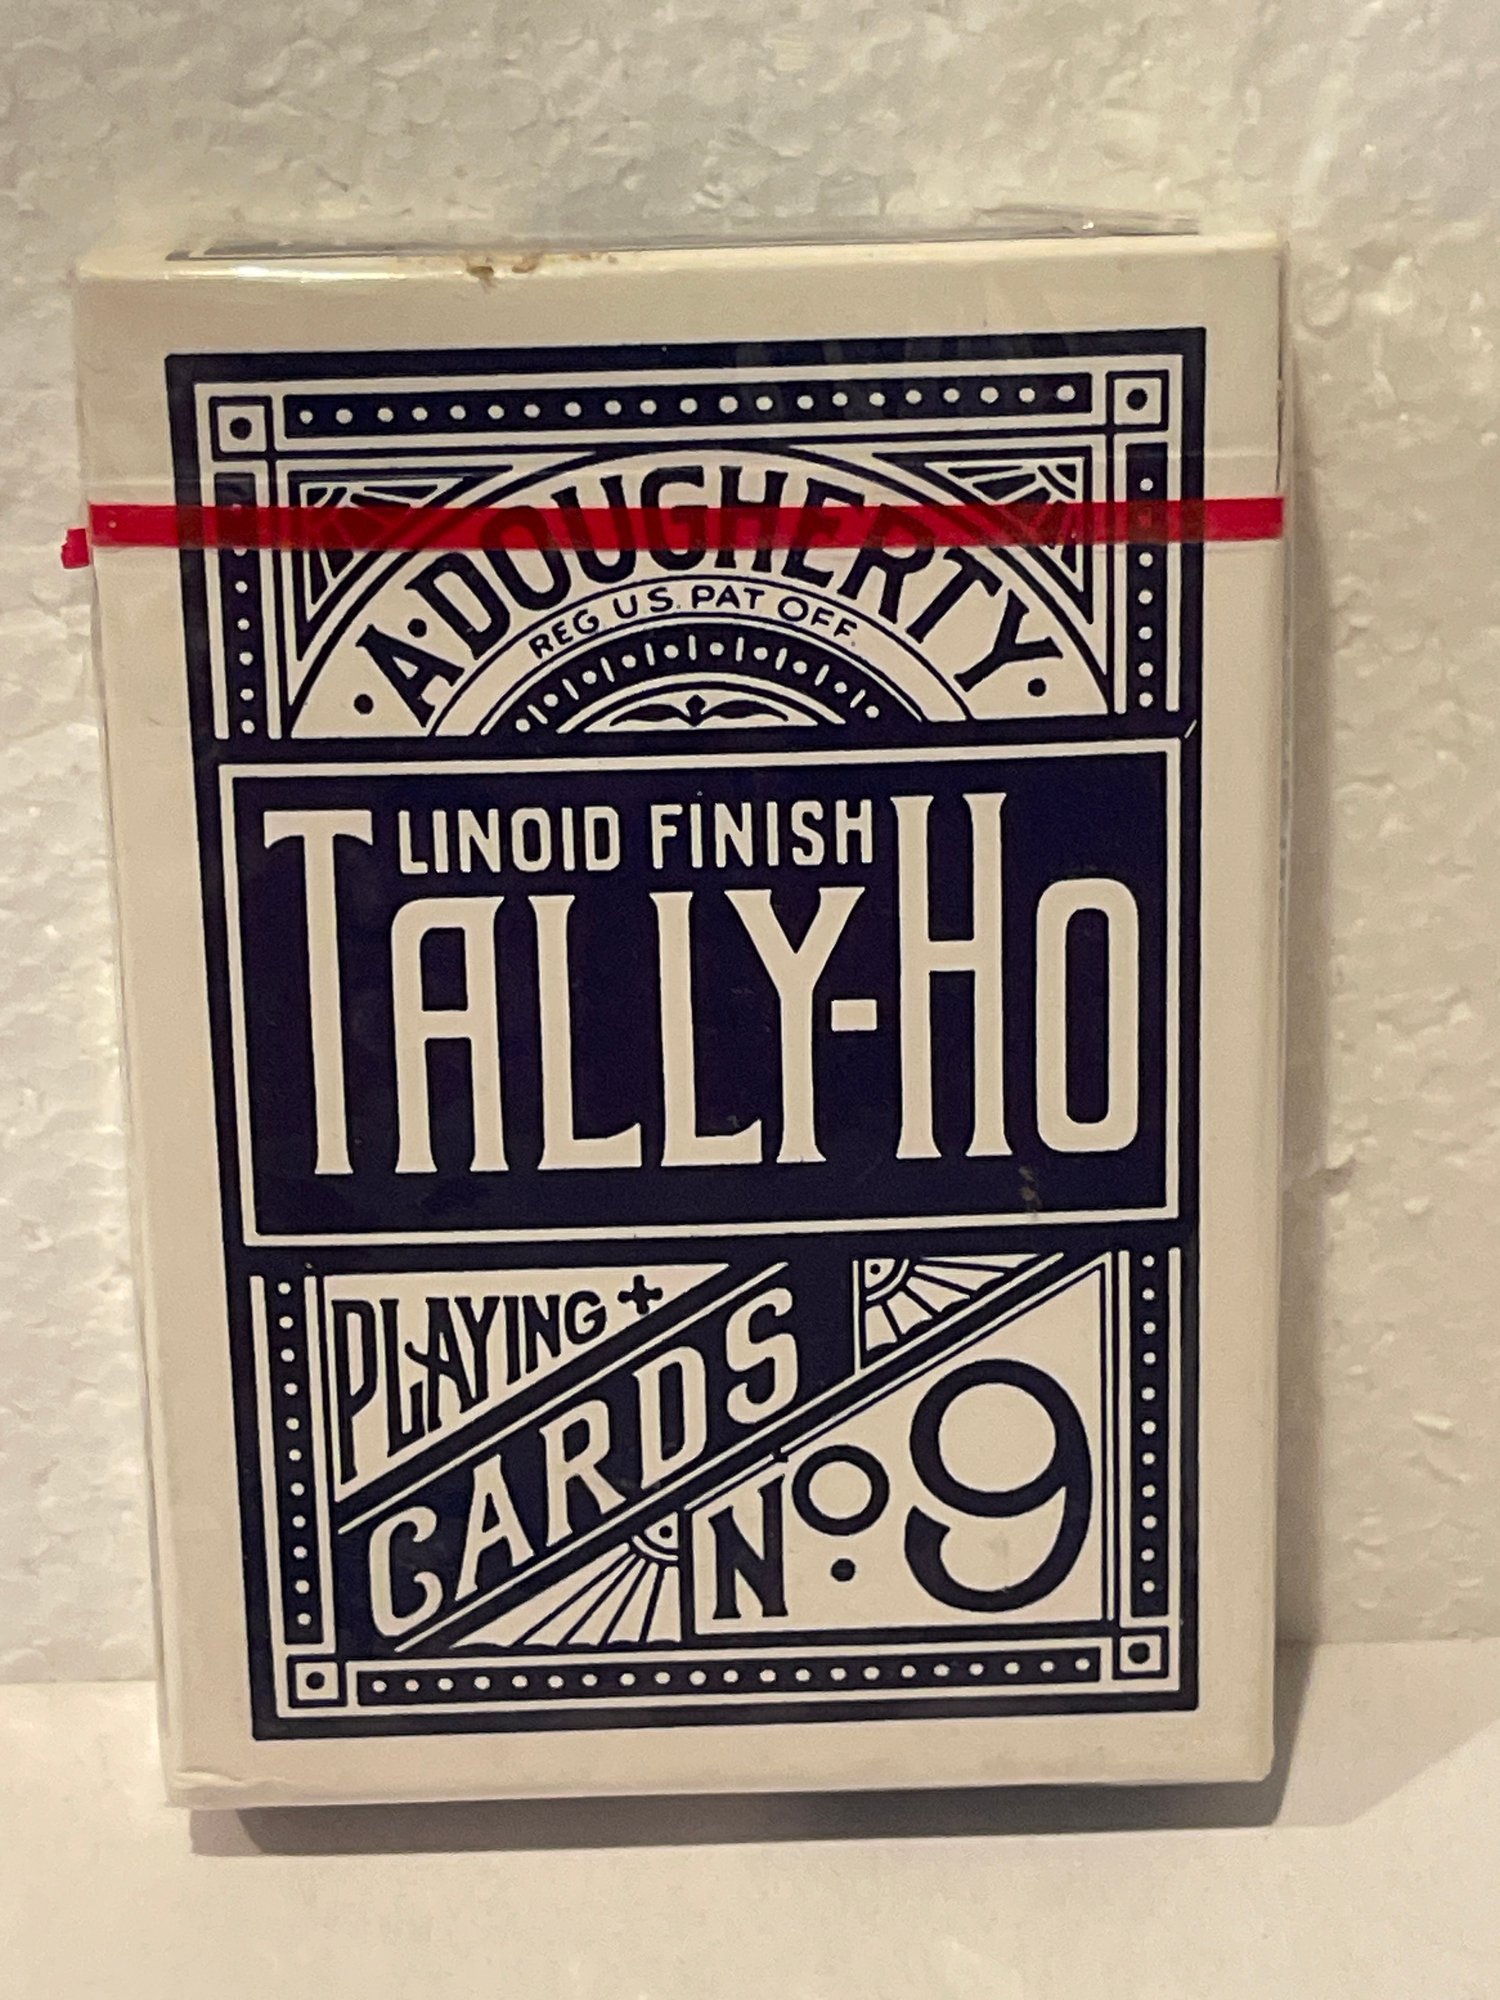 A. DOUGHERTY
REG. U.S. PAT OFF.
LINOID FINISH
TALLY-HO
PLAYING
CARDS
No. 9